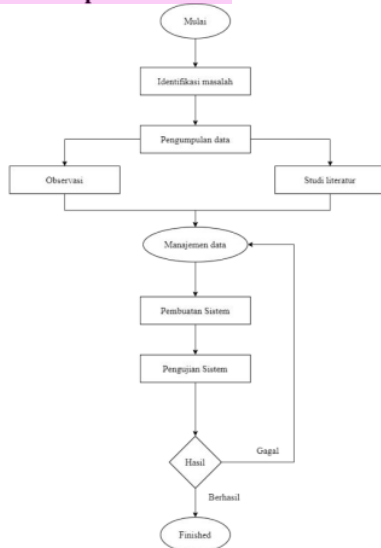 Mulai
Identifikasi masalah
Pengumpulan data
Observasi
Studi literatur
Manajemen data
Pembuatan Sistem
Pengujian Sistem
Gagal
Hasil
Berhasil
Finished